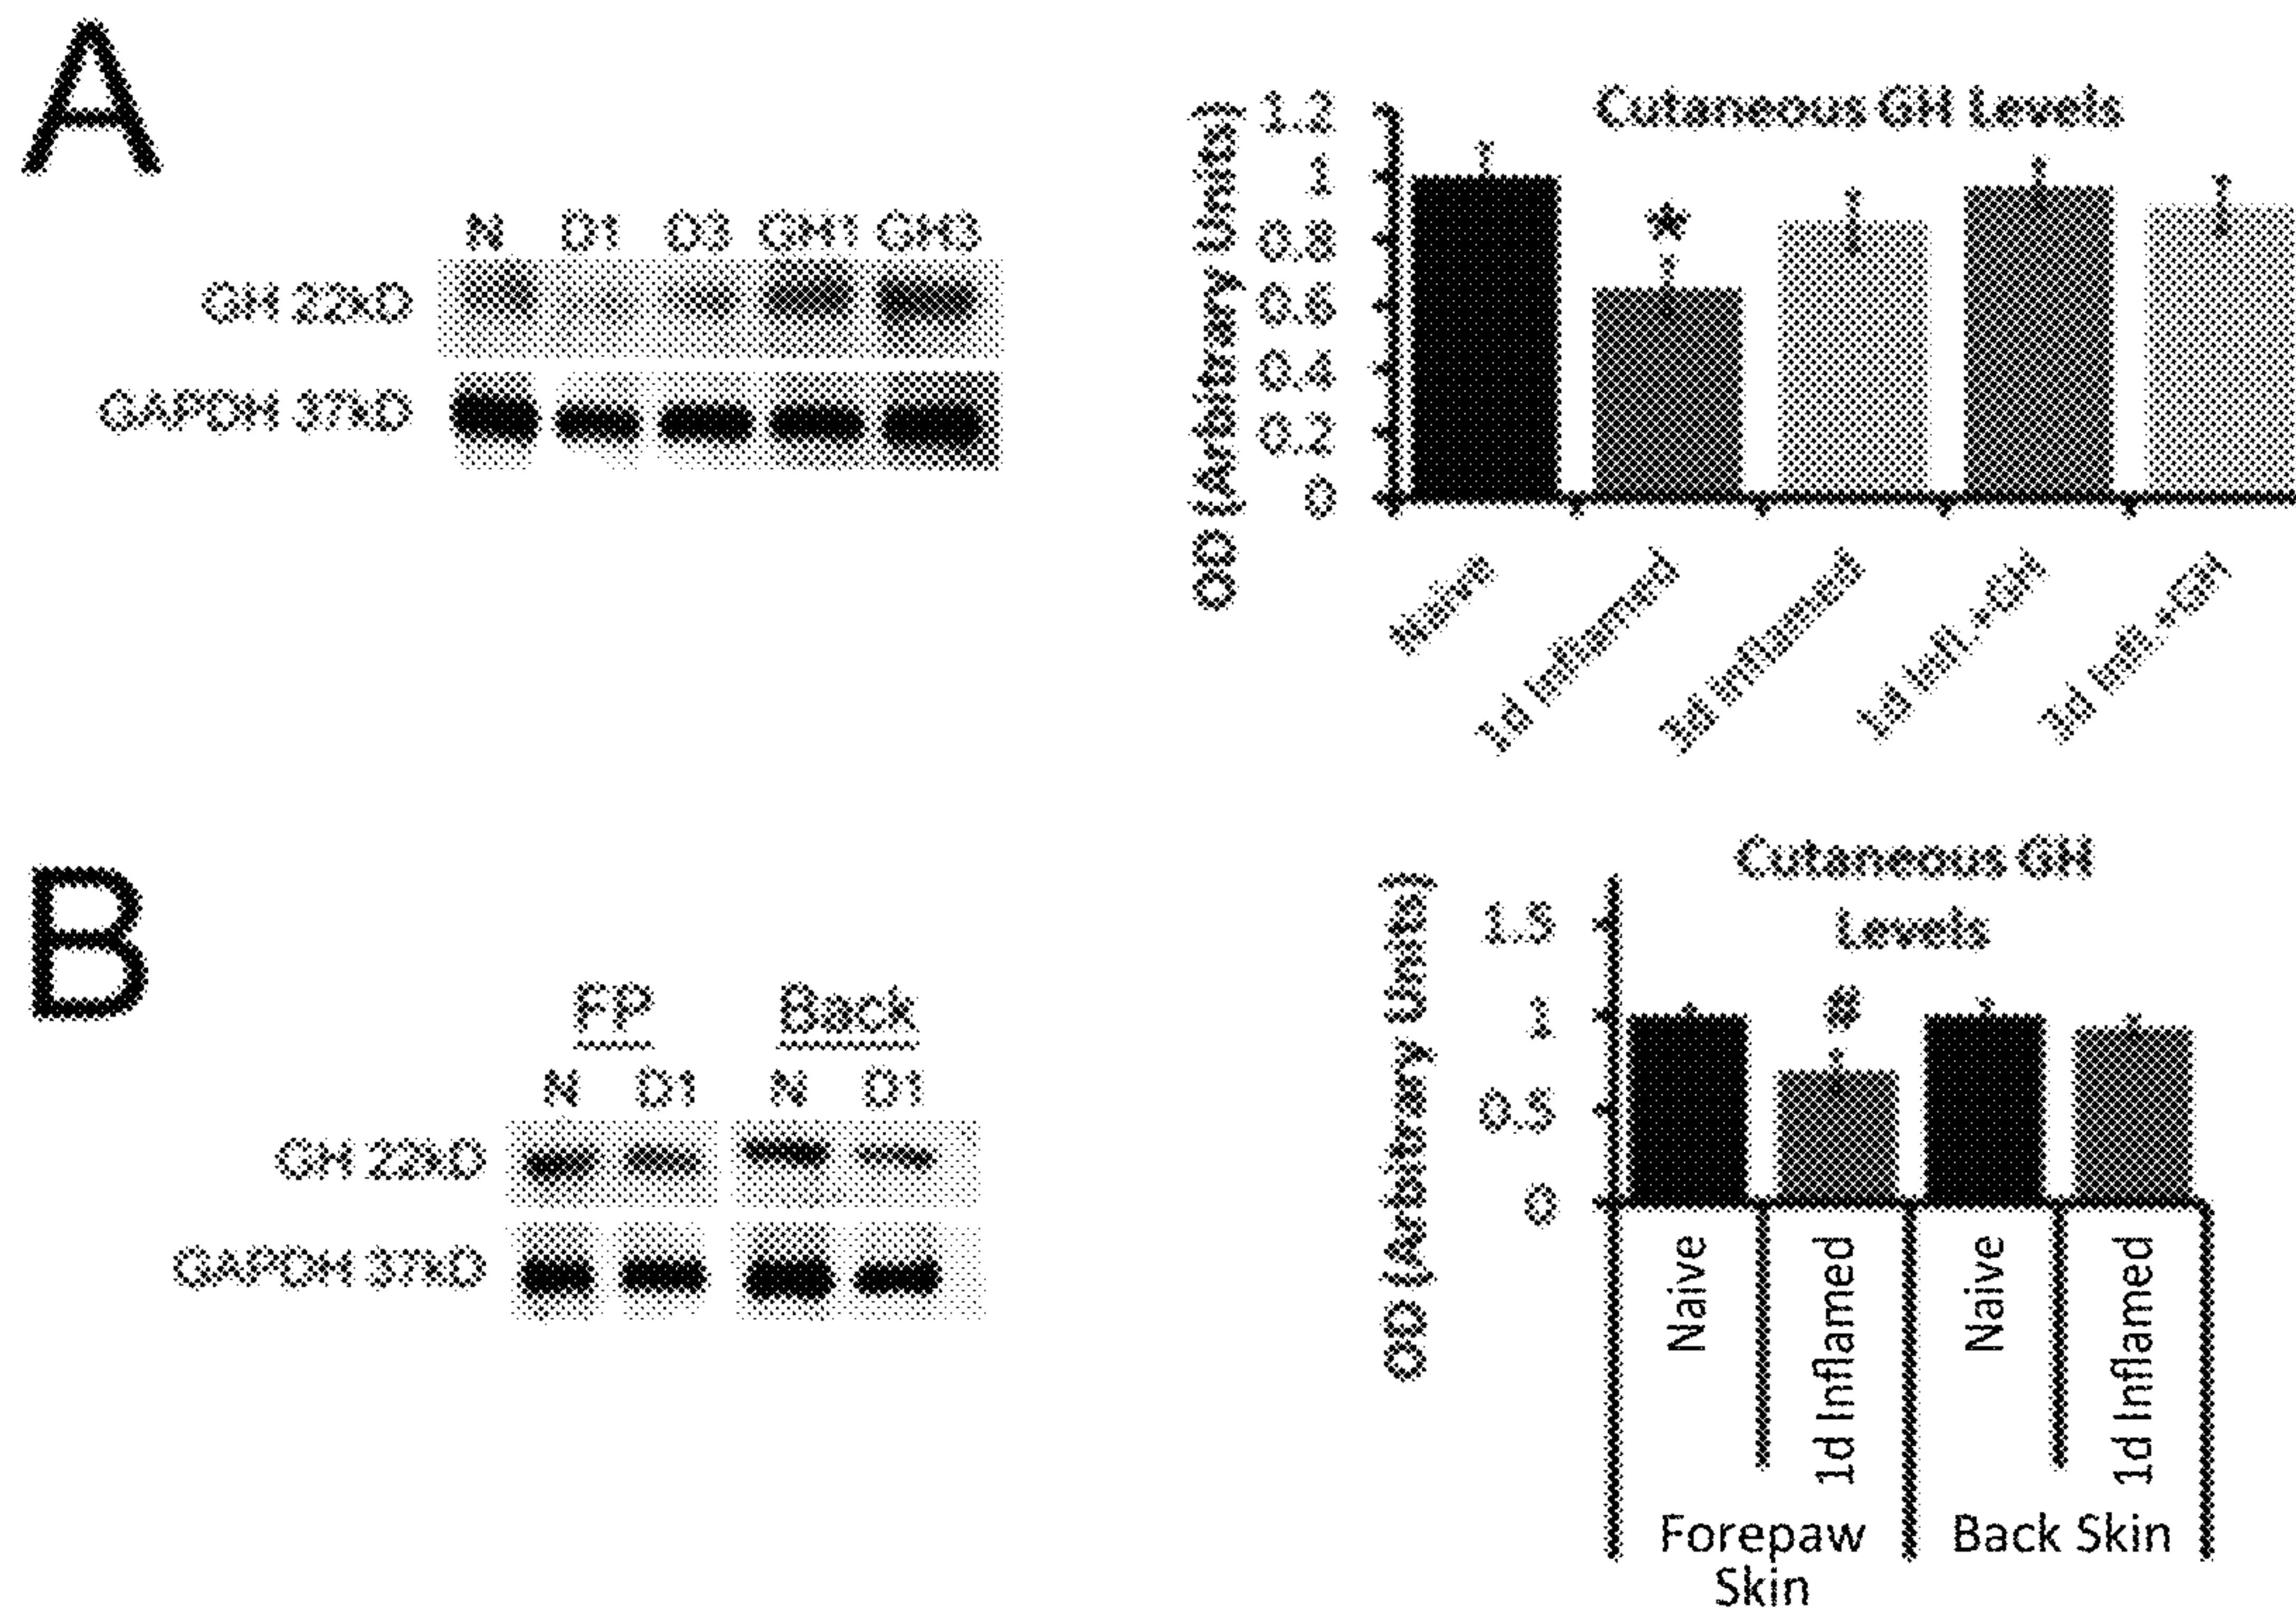 A
N D1 D3 GH1 GH3
GH 22kD
GAPDH 37kD
Cutaneous GH Levels
OD (Arbitrary Units)
1.2
1
0.8
0.6
0.4
0.2
0
*
Naive
1d Inflamed
3d Inflamed
1d Infl.+GH
3d Infl.+GH
B
FP Back
N D1 N D1
GH 22kD
GAPDH 37kD
Cutaneous GH
Levels
OD (Arbitrary Units)
1.5
1
0.5
0
#
Naive
1d Inflamed
Naive
1d Inflamed
Forepaw
Skin
Back Skin